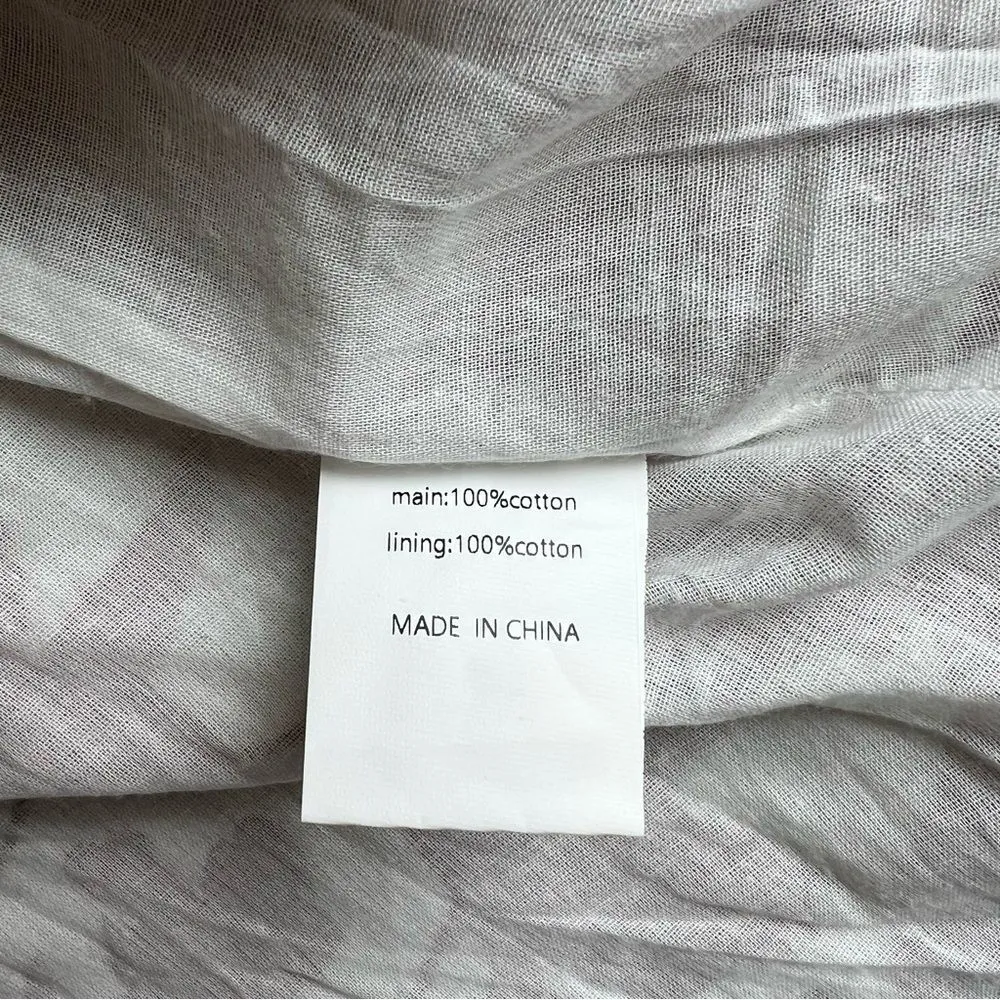 main:100%cotton
lining:100%cotton
MADE IN CHINA